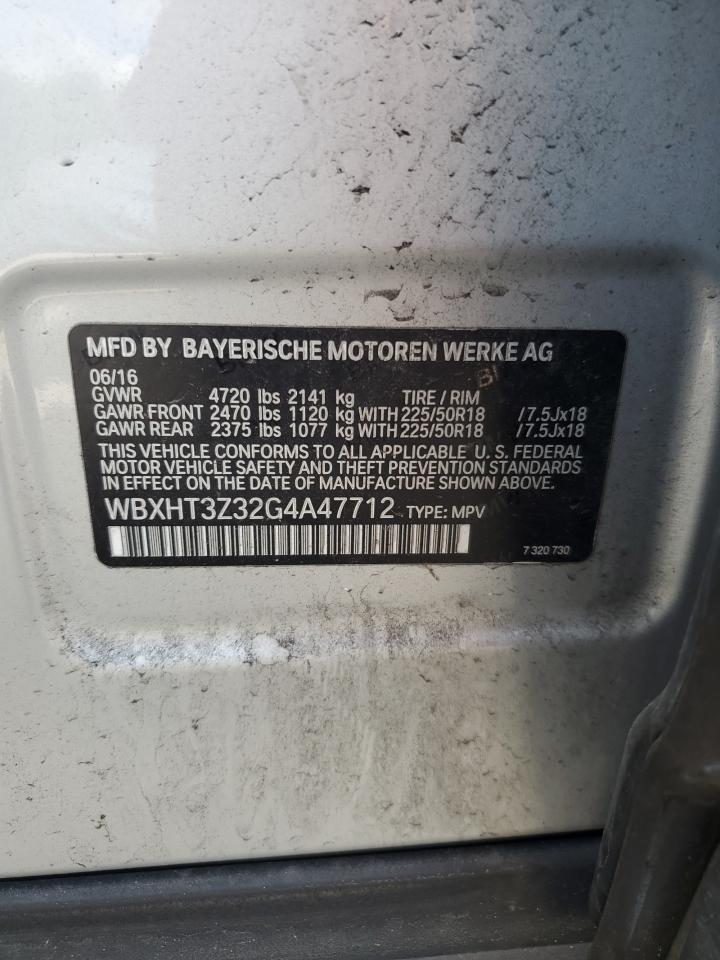 MFD BY BAYERISCHE MOTOREN WERKE AG
06/16
GVWR 4720 lbs 2141 kg TIRE / RIM
GAWR FRONT 2470 lbs 1120 kg WITH 225/50R18 /7.5Jx18
GAWR REAR 2375 lbs 1077 kg WITH 225/50R18 /7.5Jx18
THIS VEHICLE CONFORMS TO ALL APPLICABLE U. S. FEDERAL
MOTOR VEHICLE SAFETY AND THEFT PREVENTION STANDARDS
IN EFFECT ON THE DATE OF MANUFACTURE SHOWN ABOVE.
WBXHT3Z32G4A47712 TYPE: MPV
7 320 730